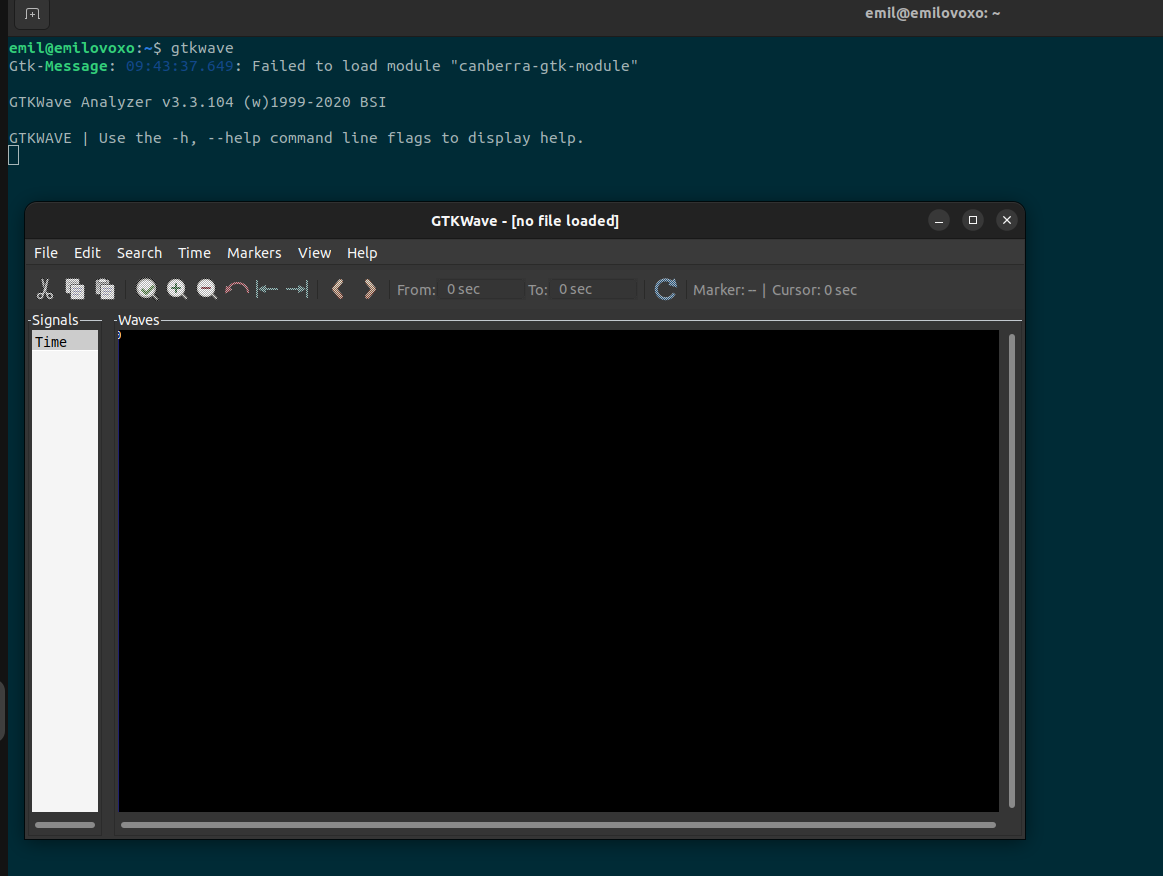 emil@emilovoxo: ~
emil@emilovoxo:~$ gtkwave
Gtk-Message: 09:43:37.649: Failed to load module "canberra-gtk-module"
GTKWave Analyzer v3.3.104 (w)1999-2020 BSI
GTKWAVE | Use the -h, --help command line flags to display help.
GTKWave - [no file loaded]
File Edit Search Time Markers View Help
From: 0 sec To: 0 sec Marker: -- | Cursor: 0 sec
Signals Waves
Time 0